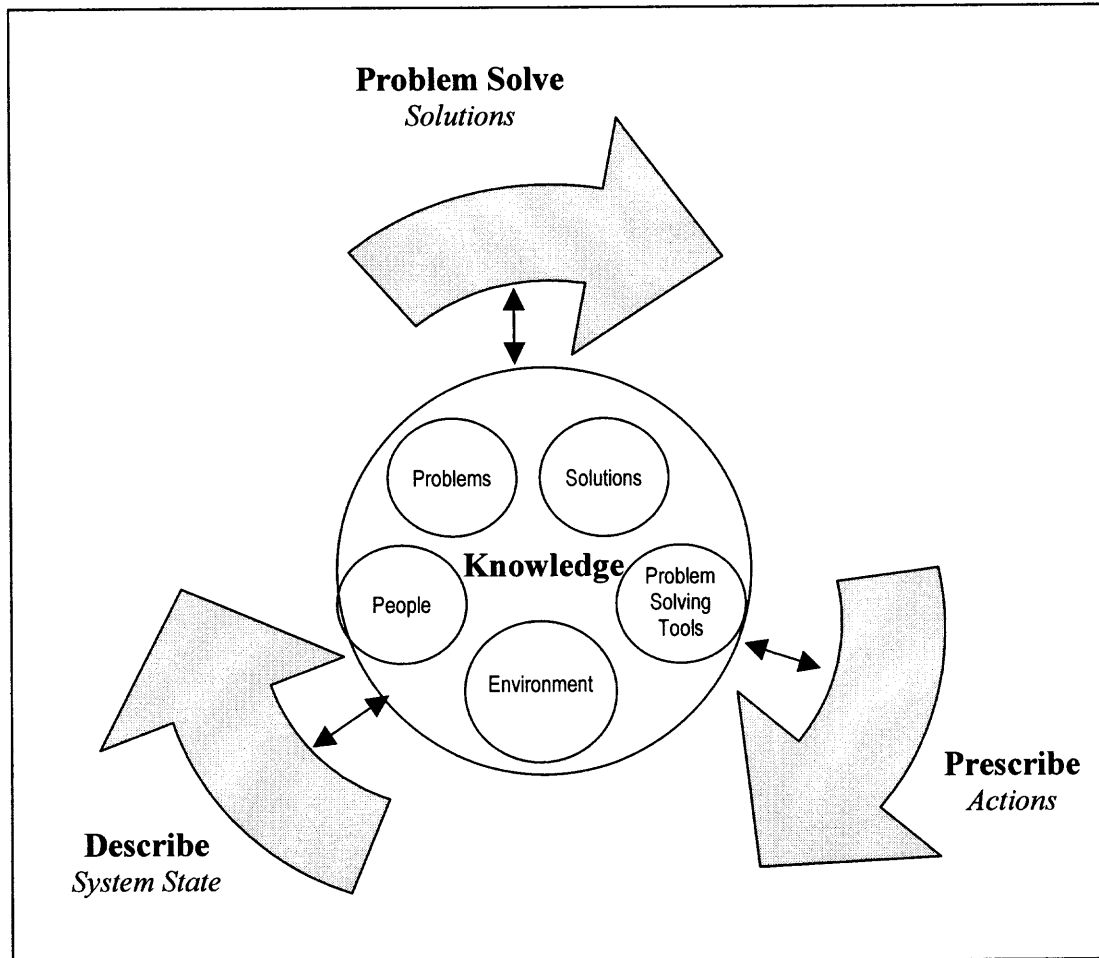 Problem Solve
Solutions
Problems
Solutions
Knowledge
People
Problem
Solving
Tools
Environment
Prescribe
Actions
Describe
System State